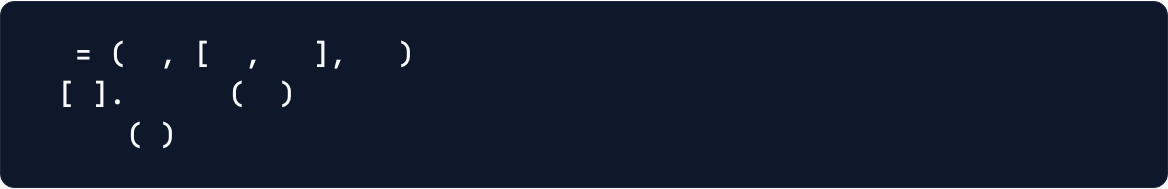 = ( , [ , ], )
[ ]. ( )
( )